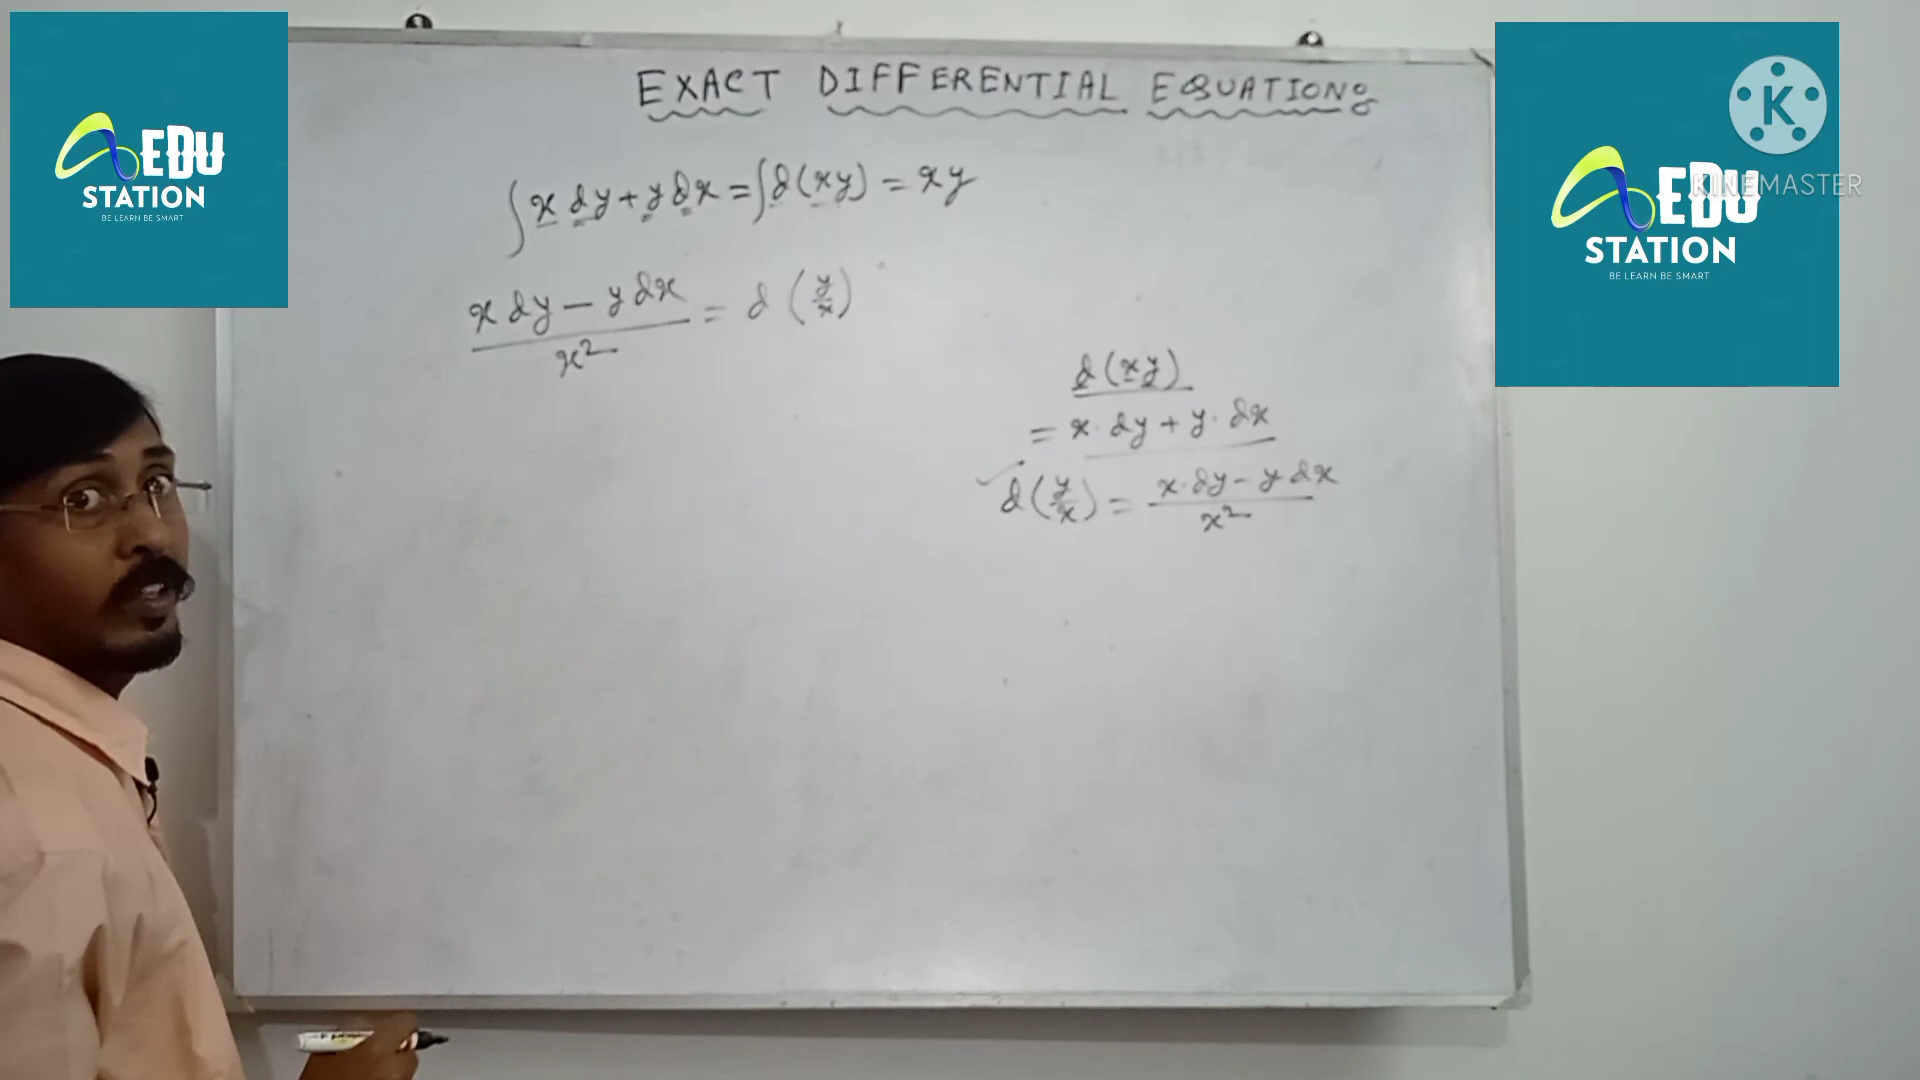 EDU
STATION
BE LEARN BE SMART
EXACT DIFFERENTIAL EQUATION:
∫ x dy + y dx = ∫ d(xy) = xy
(x dy − y dx)/x² = d(y/x)
d(xy)
= x· dy + y· dx
d(y/x) = (x· dy − y dx)/x²
K
KINEMASTER
EDU
STATION
BE LEARN BE SMART